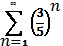 ∞
∑ (3/5)^n
n=1